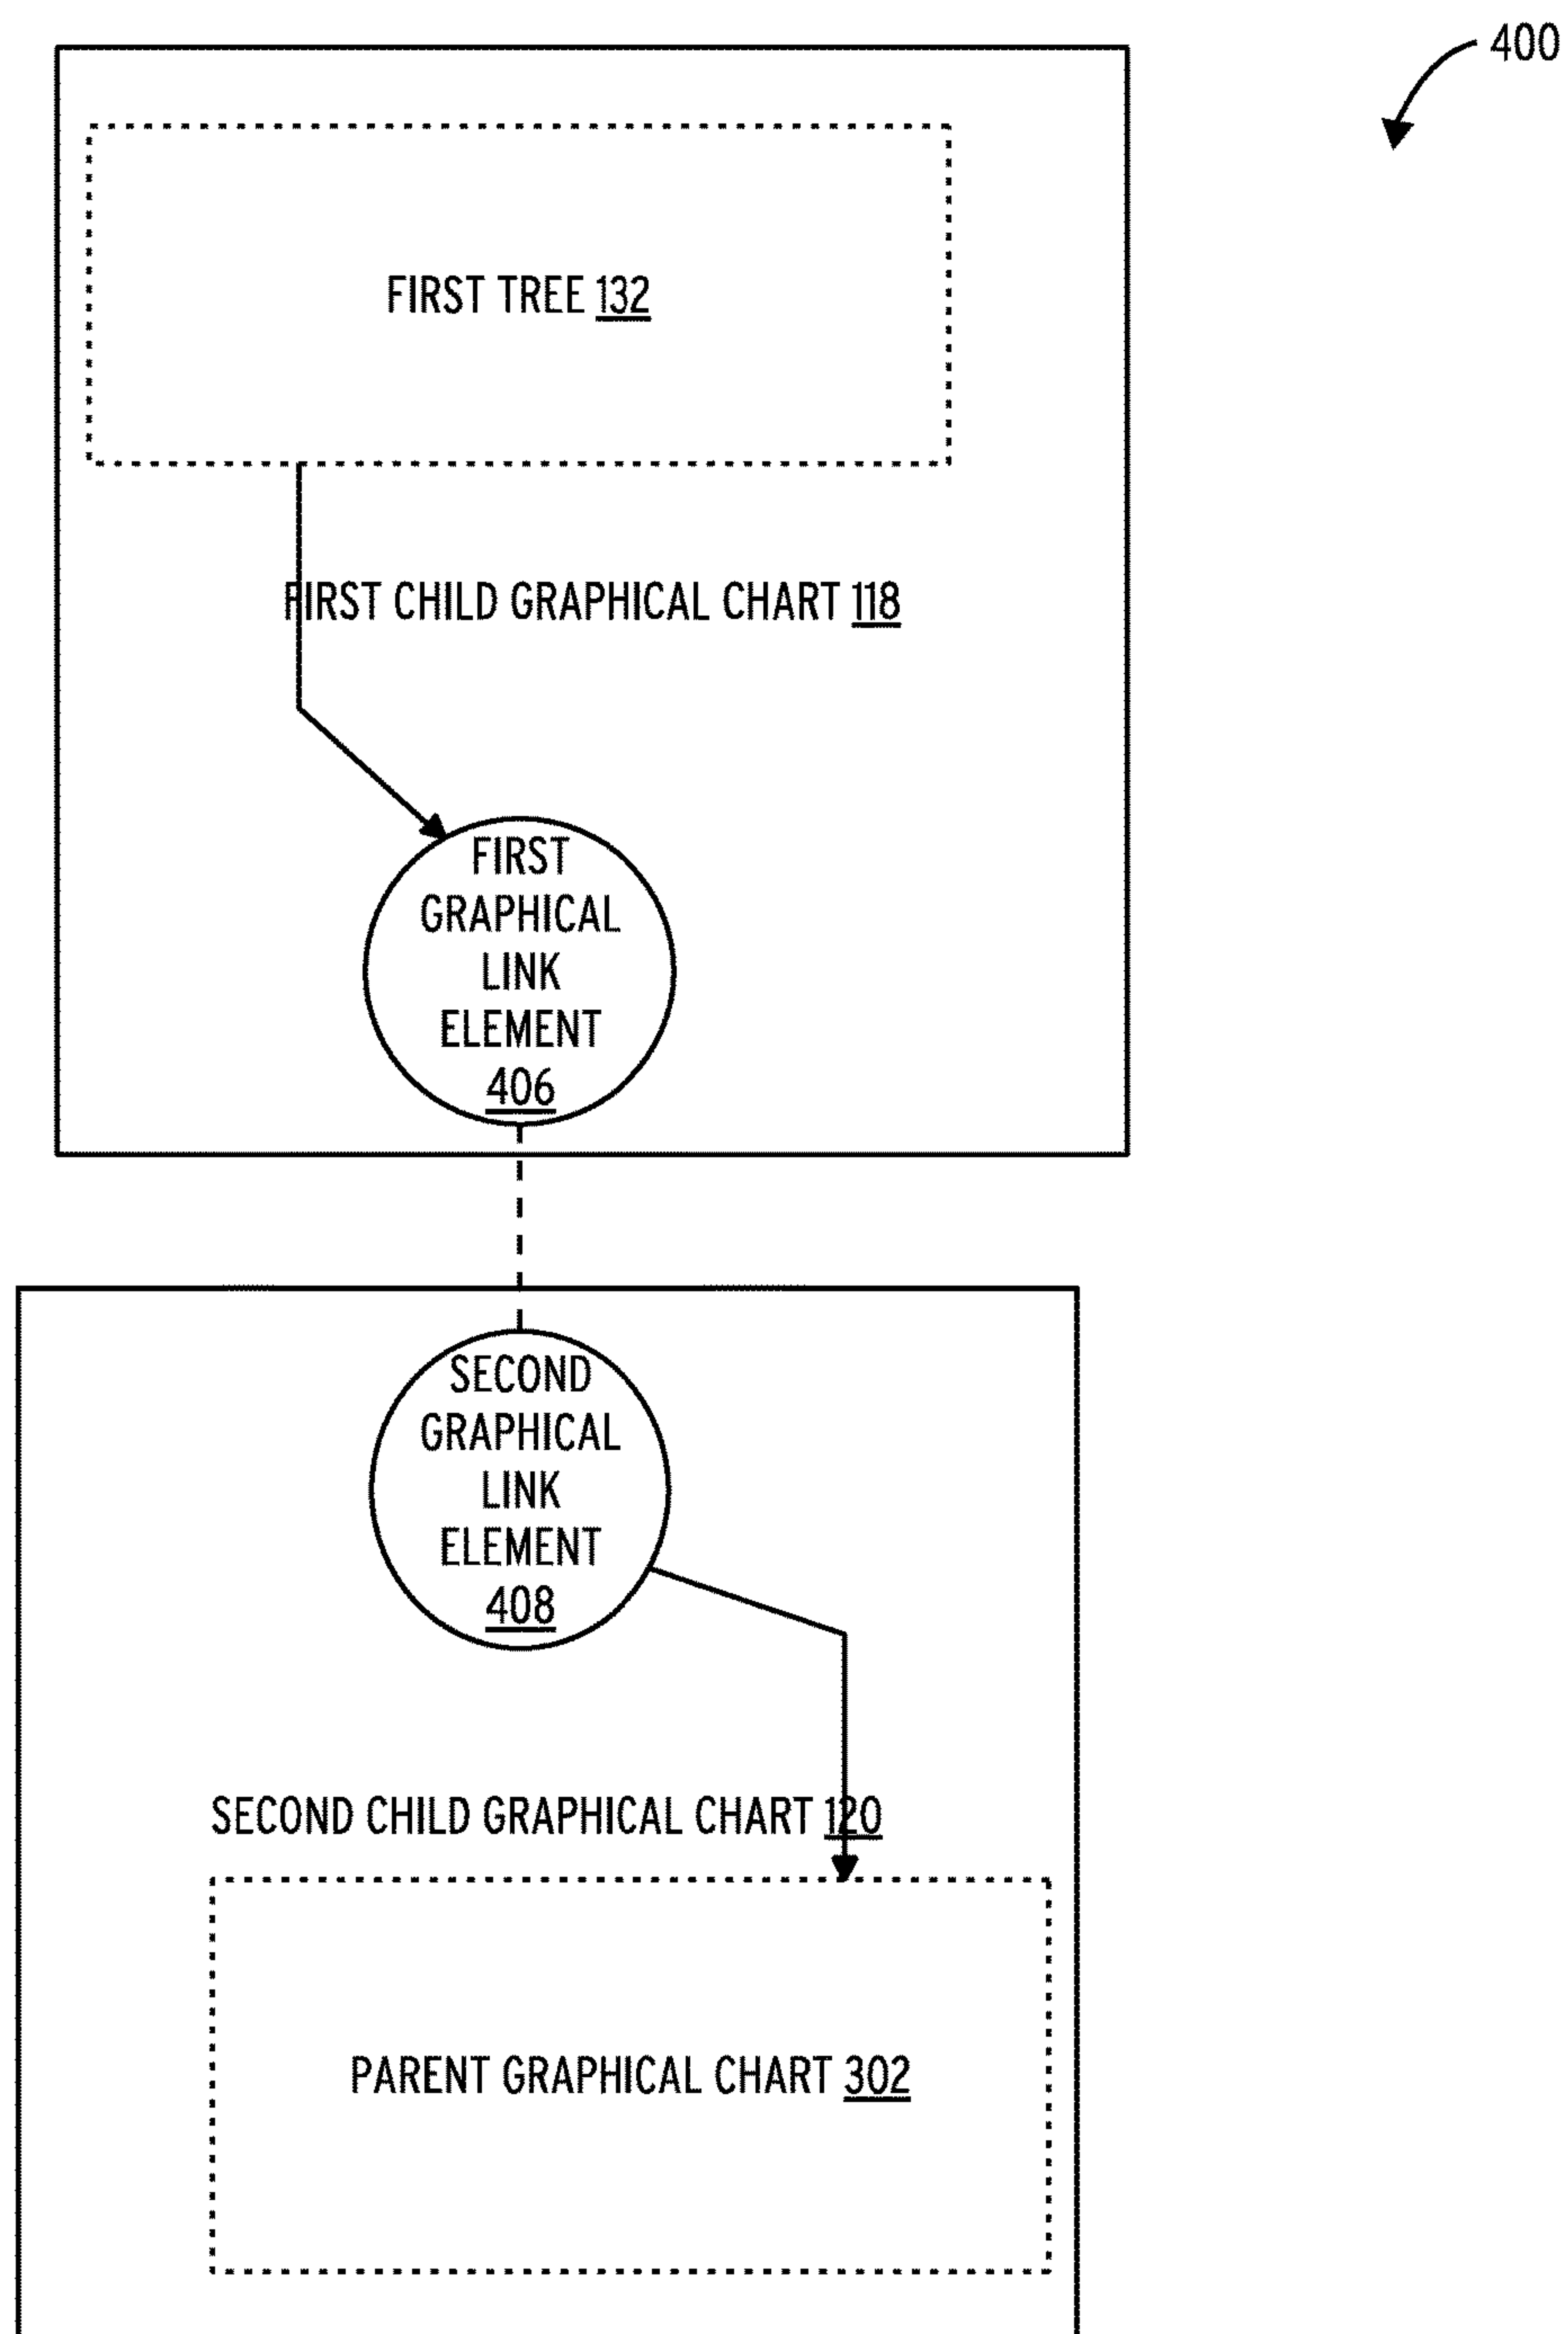 400
FIRST TREE 132
FIRST CHILD GRAPHICAL CHART 118
FIRST
GRAPHICAL
LINK
ELEMENT
406
SECOND
GRAPHICAL
LINK
ELEMENT
408
SECOND CHILD GRAPHICAL CHART 120
PARENT GRAPHICAL CHART 302